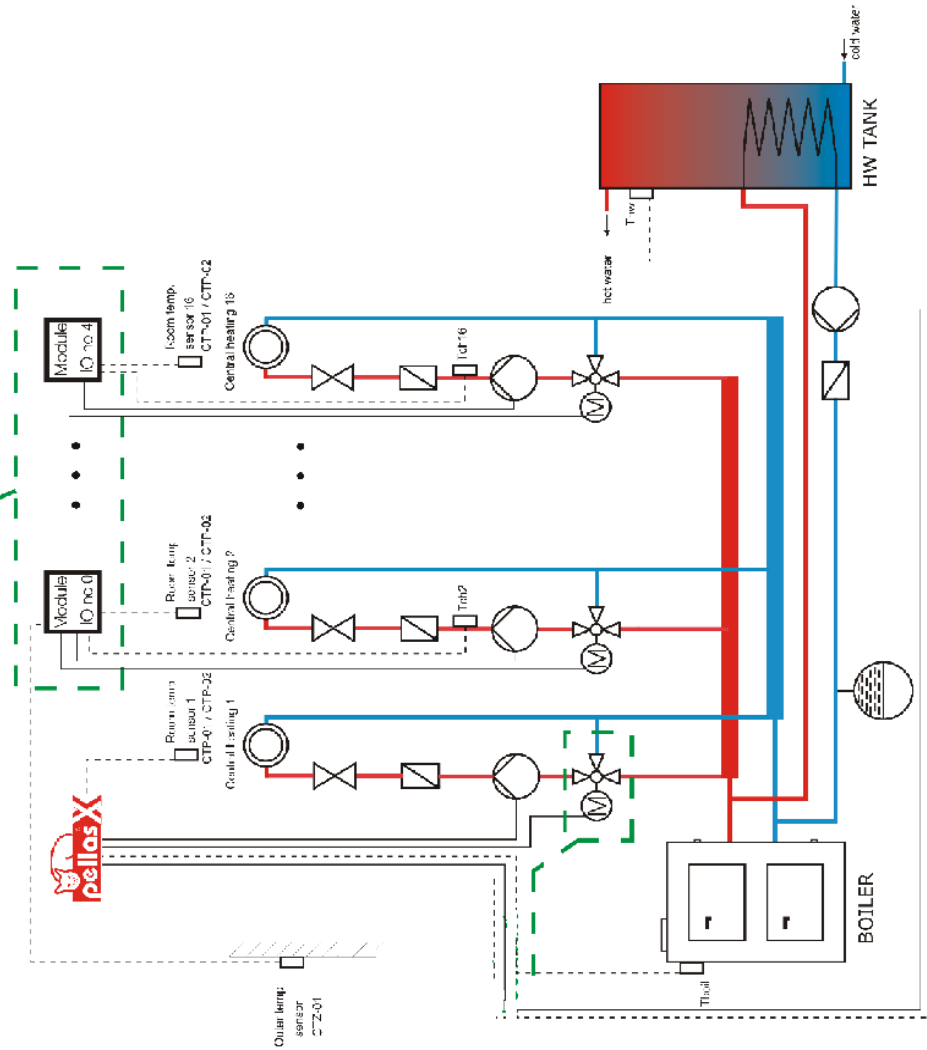 Outer temp
sensor
CTZ-01
pellas X
Room temp
sensor 1
CTP-01 / CTP-02
Central heating 1
M
Module
IO no 0
Room temp
sensor 2
CTP-01 / CTP-02
Central heating 2
Tch2
M
Module
IO no 4
Room temp.
sensor 16
CTP-01 / CTP-02
Central heating 16
Tch16
M
Tboil
BOILER
hot water
Thw
HW TANK
cold water